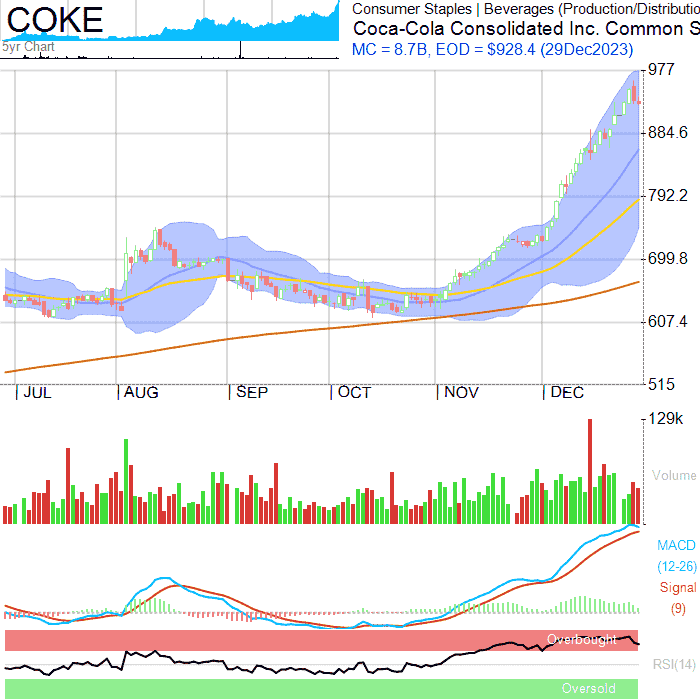 COKE
5yr Chart
Consumer Staples | Beverages (Production/Distributio
Coca-Cola Consolidated Inc. Common S
MC = 8.7B, EOD = $928.4 (29Dec2023)
977
884.6
792.2
699.8
607.4
515
JUL AUG SEP OCT NOV DEC
129k
Volume
MACD
(12-26)
Signal
(9)
Overbought
RSI(14)
Oversold